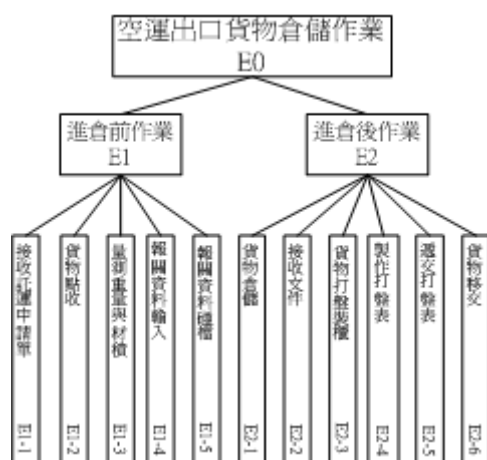 空運出口貨物倉儲作業
E0
進倉前作業
E1
進倉後作業
E2
接收託運申請單
E1-1
貨物點收
E1-2
量測重量與材積
E1-3
報關資料輸入
E1-4
報關資料確檔
E1-5
貨物倉儲
E2-1
接收文件
E2-2
貨物打盤裝櫃
E2-3
製作打盤表
E2-4
遞交打盤表
E2-5
貨物移交
E2-6